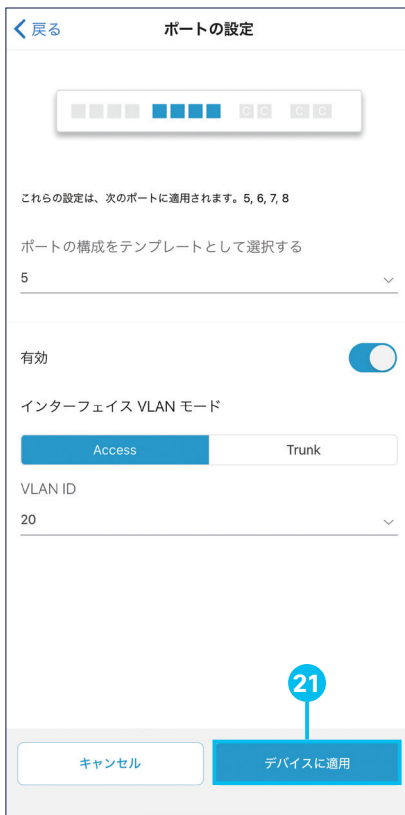 戻る ポートの設定
C C C C
これらの設定は、次のポートに適用されます。5, 6, 7, 8
ポートの構成をテンプレートとして選択する
5
有効
インターフェイス VLAN モード
Access Trunk
VLAN ID
20
21
キャンセル デバイスに適用